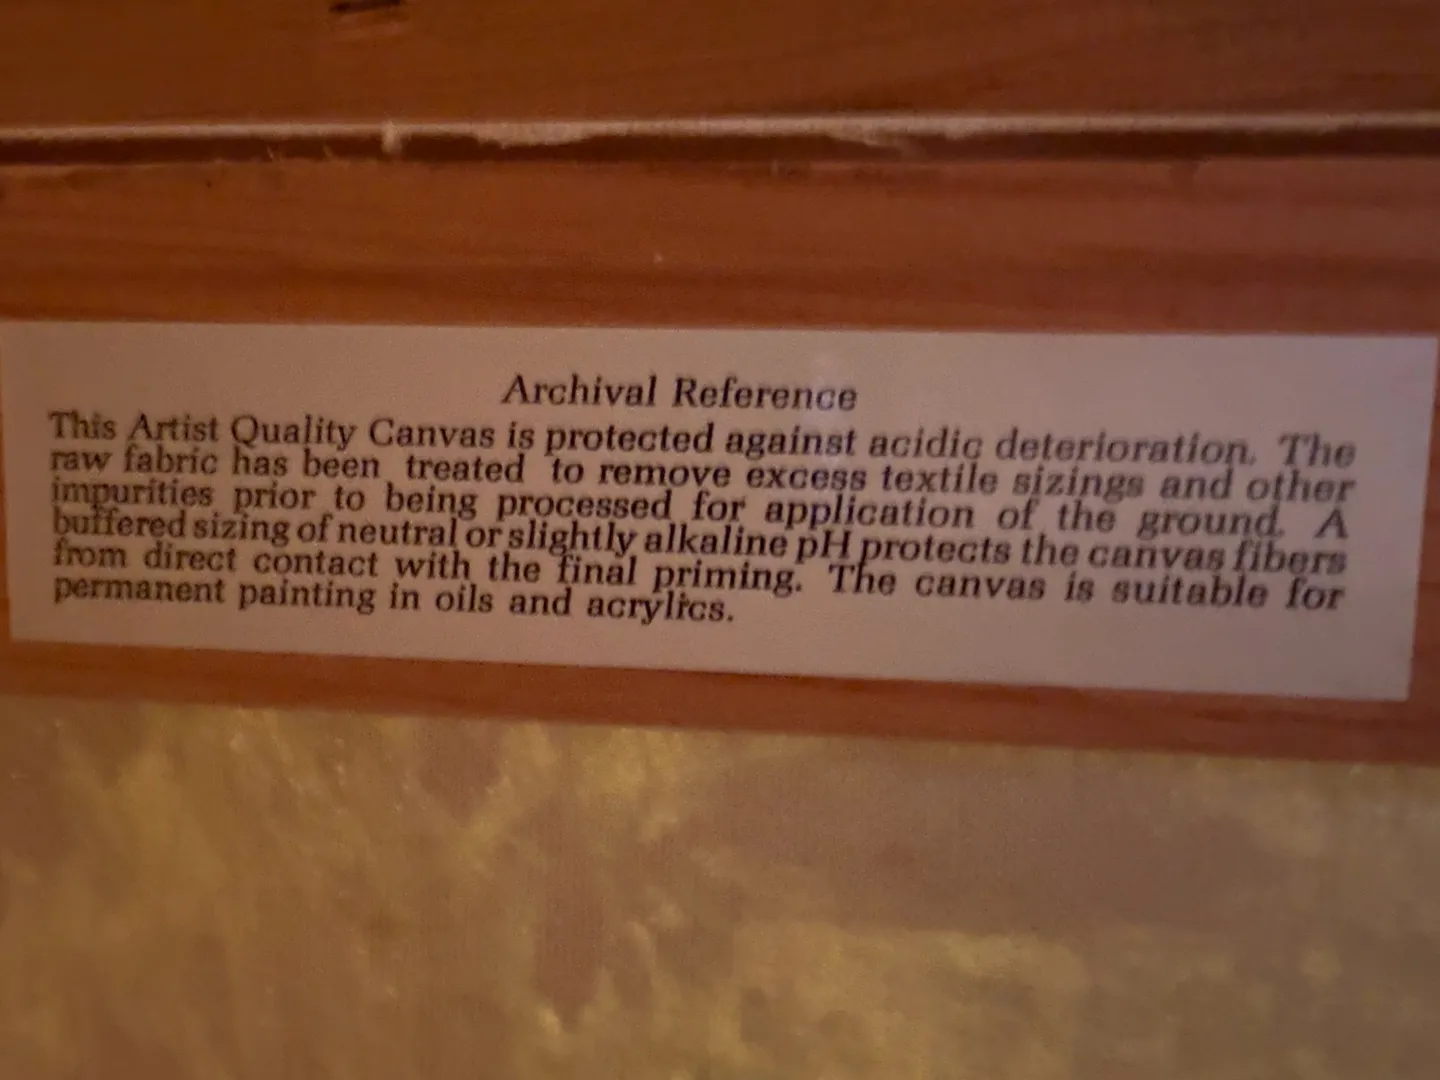 Archival Reference
This Artist Quality Canvas is protected against acidic deterioration. The
raw fabric has been treated to remove excess textile sizings and other
impurities prior to being processed for application of the ground. A
buffered sizing of neutral or slightly alkaline pH protects the canvas fibers
from direct contact with the final priming. The canvas is suitable for
permanent painting in oils and acrylics.